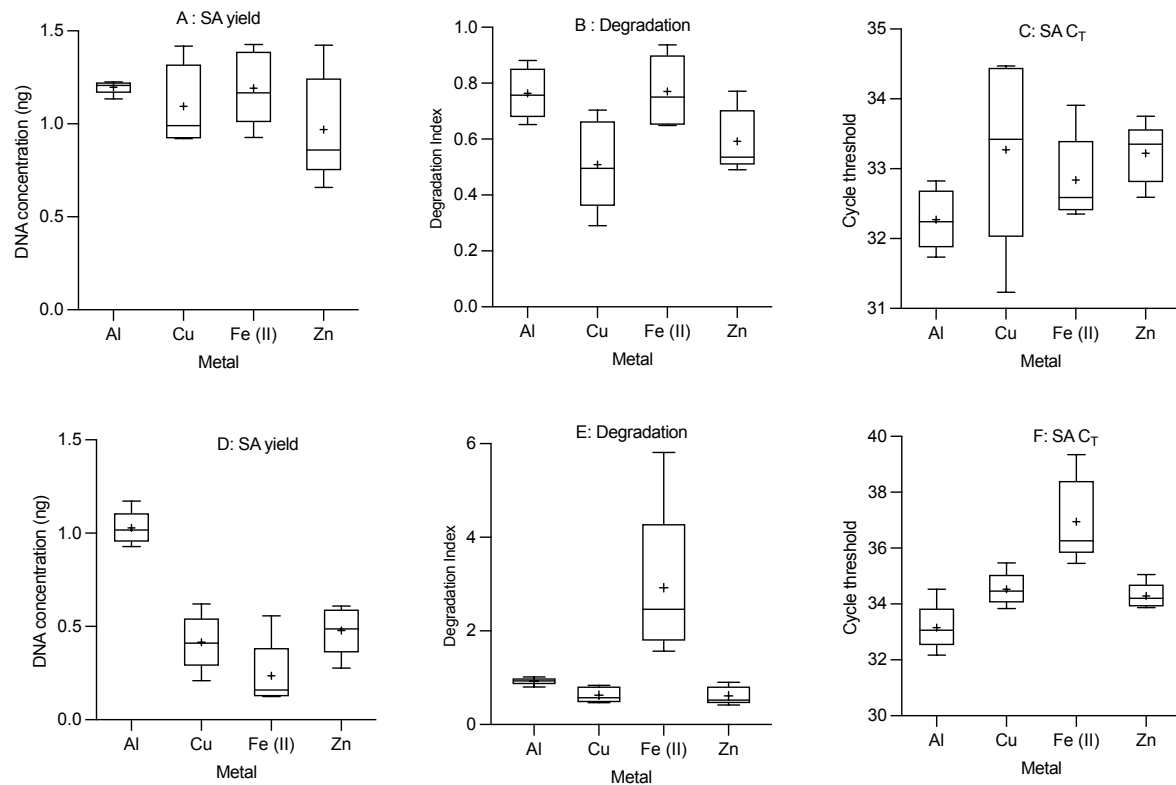 A : SA yield
DNA concentration (ng)
1.5
1.0
0.5
0.0
Al Cu Fe (II) Zn
Metal
B : Degradation
Degradation Index
1.0
0.8
0.6
0.4
0.2
0.0
Al Cu Fe (II) Zn
Metal
C: SA CT
Cycle threshold
35
34
33
32
31
Al Cu Fe (II) Zn
Metal
D: SA yield
DNA concentration (ng)
1.5
1.0
0.5
0.0
Al Cu Fe (II) Zn
Metal
E: Degradation
Degradation Index
6
4
2
0
Al Cu Fe (II) Zn
Metal
F: SA CT
Cycle threshold
40
38
36
34
32
30
Al Cu Fe (II) Zn
Metal